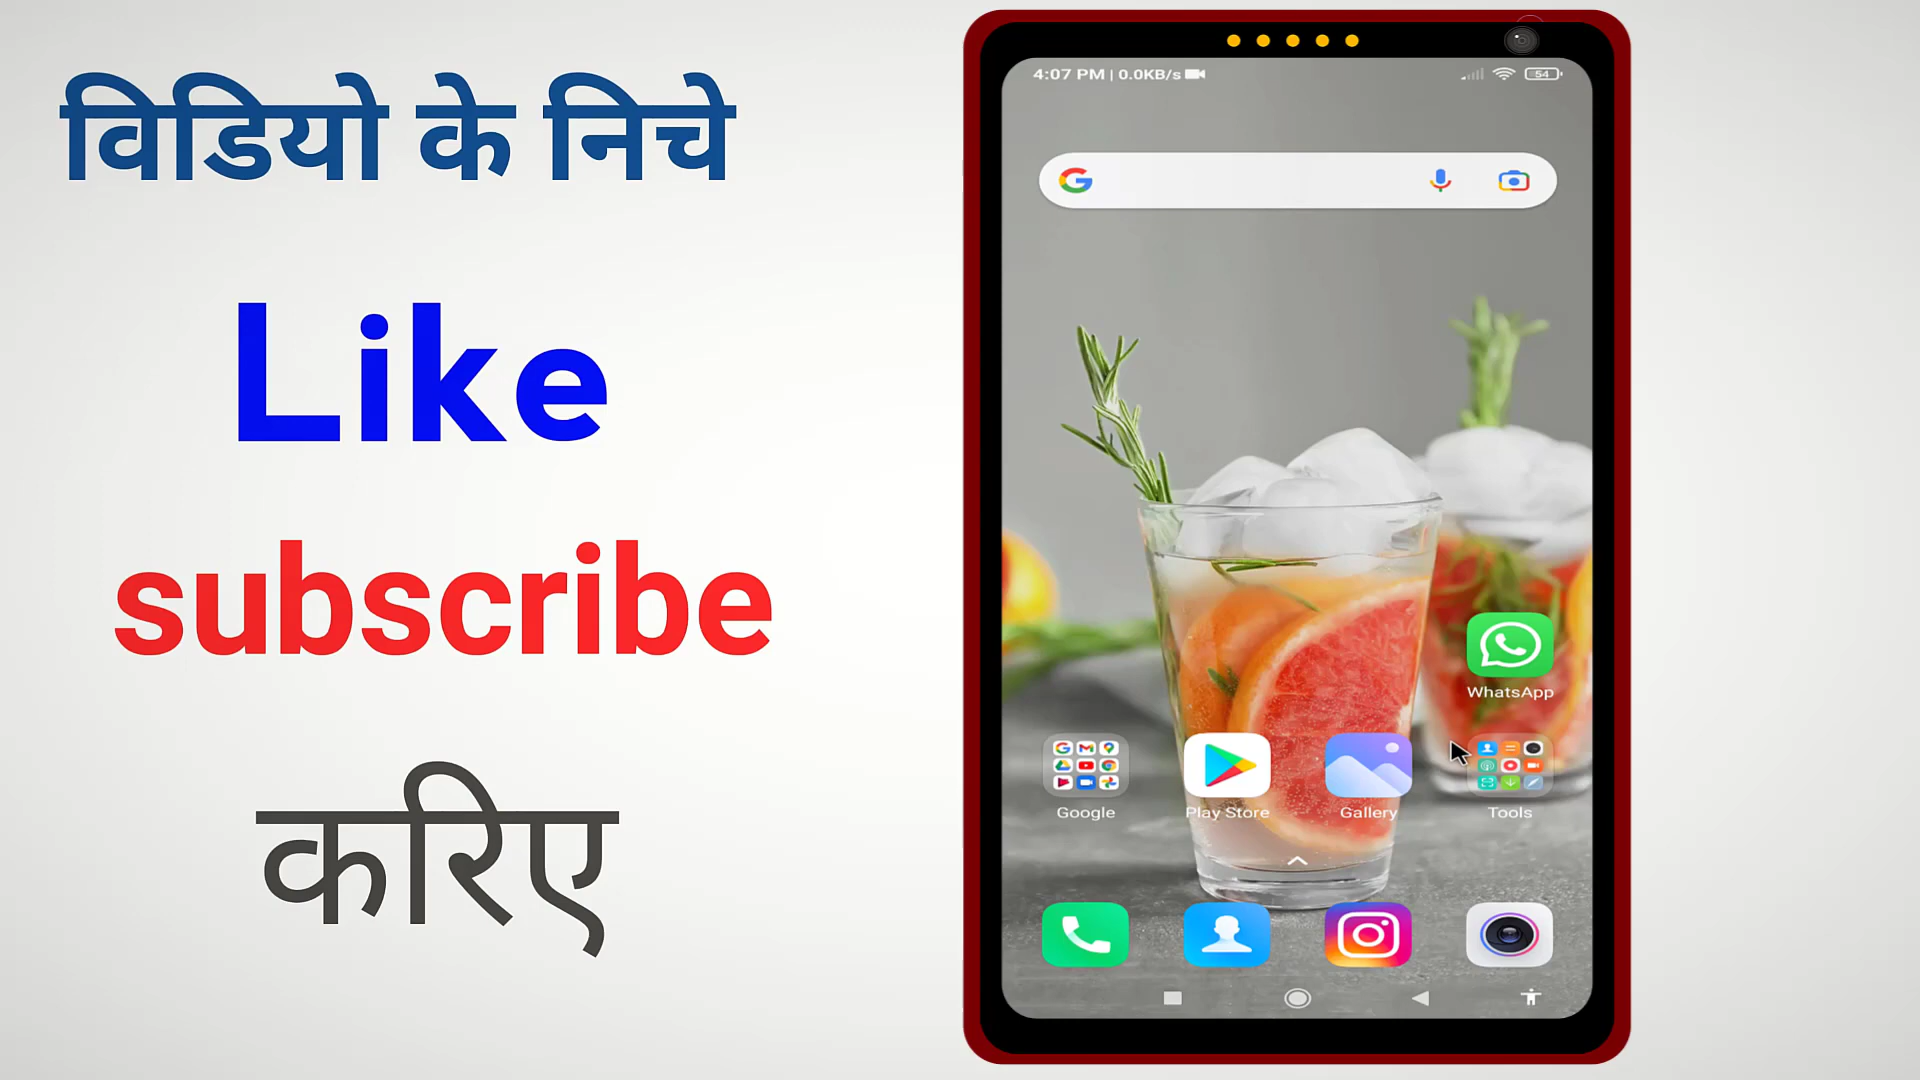 विडियो के निचे
Like
subscribe
करिए
4:07 PM | 0.0KB/s
54
WhatsApp
Google
Play Store
Gallery
Tools